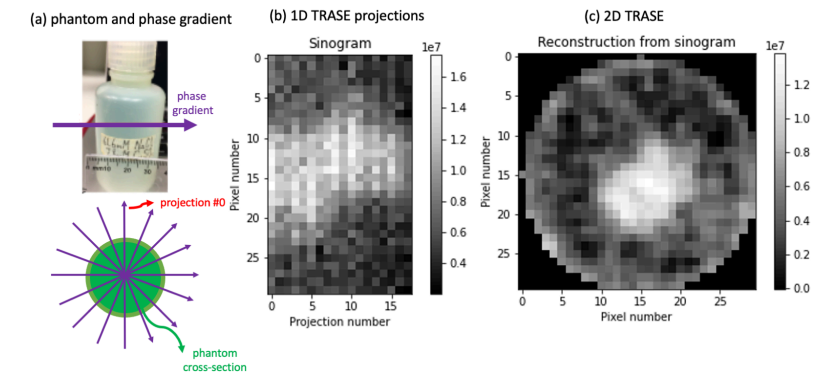 (a) phantom and phase gradient
phase
gradient
mm10 20 30
projection #0
phantom
cross-section
(b) 1D TRASE projections
Sinogram
1e7
0
5
10
15
20
25
Pixel number
0 5 10 15
Projection number
1.6
1.4
1.2
1.0
0.8
0.6
0.4
(c) 2D TRASE
Reconstruction from sinogram
1e7
0
5
10
15
20
25
Pixel number
0 5 10 15 20 25
Pixel number
1.2
1.0
0.8
0.6
0.4
0.2
0.0